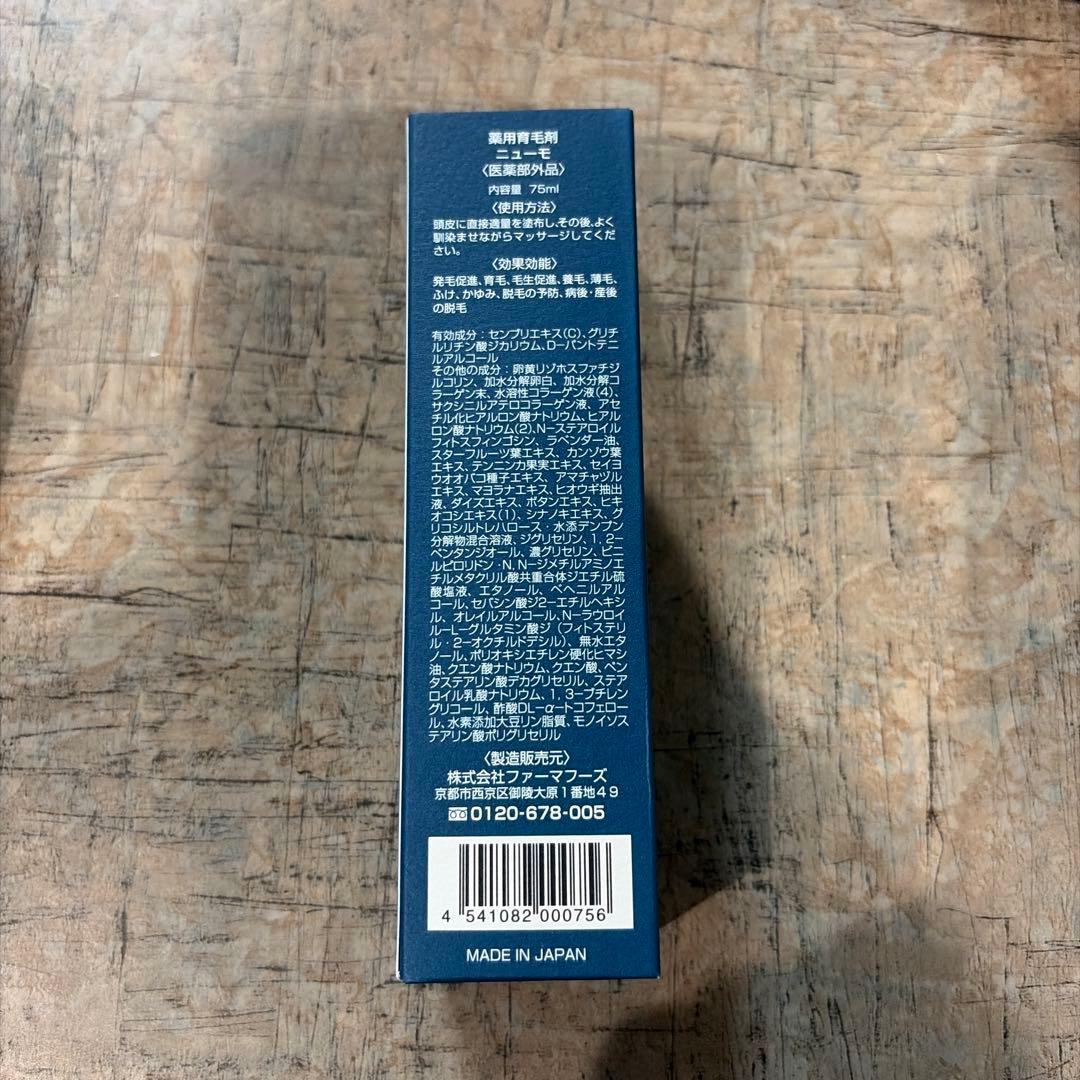 薬用育毛剤
ニューモ
〈医薬部外品〉
内容量 75ml
〈使用方法〉
頭皮に直接適量を塗布し、その後、よく
馴染ませながらマッサージしてくだ
さい。
〈効果効能〉
発毛促進、育毛、毛生促進、養毛、薄毛、
ふけ、かゆみ、脱毛の予防、病後・産後
の脱毛
有効成分：センブリエキス(C)、グリチ
ルリチン酸ジカリウム、D-パントテニ
ルアルコール
その他の成分：卵黄リゾホスファチジ
ルコリン、加水分解卵白、加水分解コ
ラーゲン末、水溶性コラーゲン液(4)、
サクシニルアテロコラーゲン液、アセ
チル化ヒアルロン酸ナトリウム、ヒアル
ロン酸ナトリウム(2)、N-ステアロイル
フィトスフィンゴシン、ラベンダー油、
スターフルーツ葉エキス、カンゾウ葉
エキス、テンニンカ果実エキス、セイヨ
ウオオバコ種子エキス、アマチャヅル
エキス、マヨラナエキス、ヒオウギ抽出
液、ダイズエキス、ボタンエキス、ヒキ
オコシエキス(1)、シナノキエキス、グ
リコシルトレハロース・水添デンプン
分解物混合溶液、ジグリセリン、1,2-
ペンタンジオール、濃グリセリン、ビニ
ルピロリドン・N,N-ジメチルアミノエ
チルメタクリル酸共重合体ジエチル硫
酸塩液、エタノール、ベヘニルアル
コール、セバシン酸ジ2-エチルヘキシ
ル、オレイルアルコール、N-ラウロイ
ル-L-グルタミン酸ジ(フィトステリ
ル・2-オクチルドデシル)、無水エタ
ノール、ポリオキシエチレン硬化ヒマシ
油、クエン酸ナトリウム、クエン酸、ペン
タステアリン酸デカグリセリル、ステア
ロイル乳酸ナトリウム、1,3-ブチレン
グリコール、酢酸DL-α-トコフェロー
ル、水素添加大豆リン脂質、モノイソス
テアリン酸ポリグリセリル
〈製造販売元〉
株式会社ファーマフーズ
京都市西京区御陵大原1番地49
0120-678-005
4 541082 000756
MADE IN JAPAN